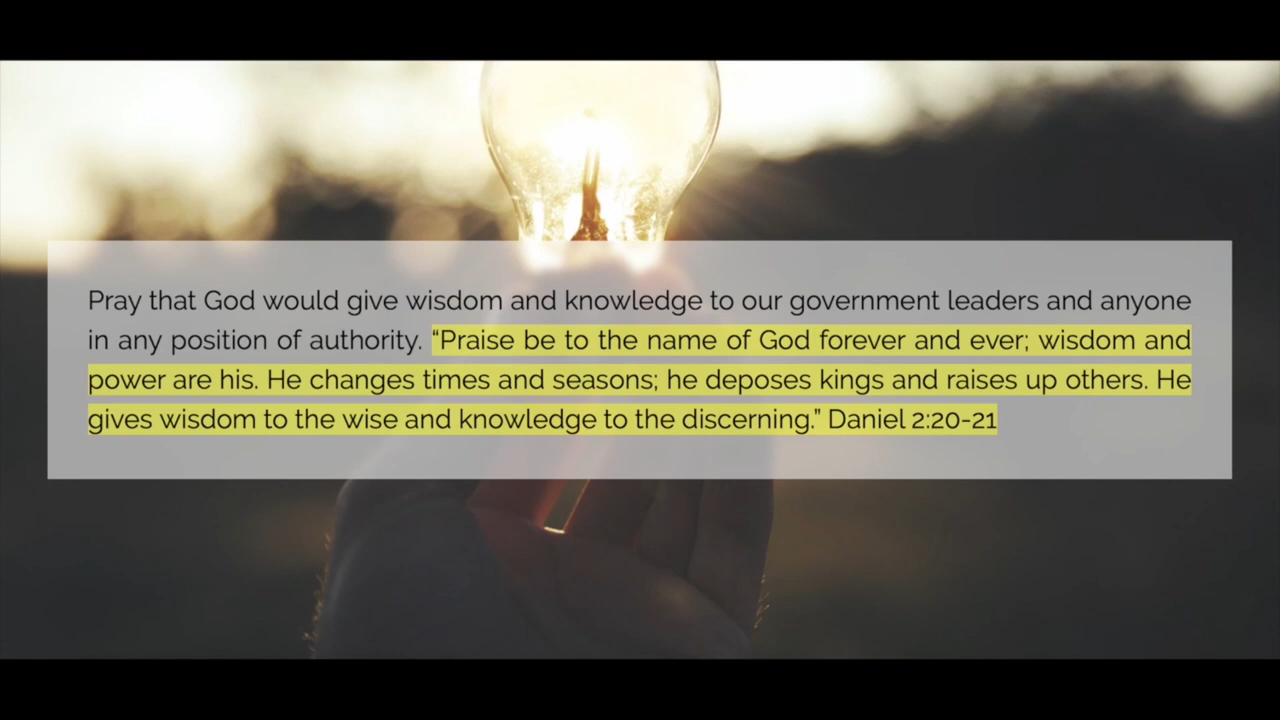 Pray that God would give wisdom and knowledge to our government leaders and anyone
in any position of authority. “Praise be to the name of God forever and ever; wisdom and
power are his. He changes times and seasons; he deposes kings and raises up others. He
gives wisdom to the wise and knowledge to the discerning.” Daniel 2:20-21